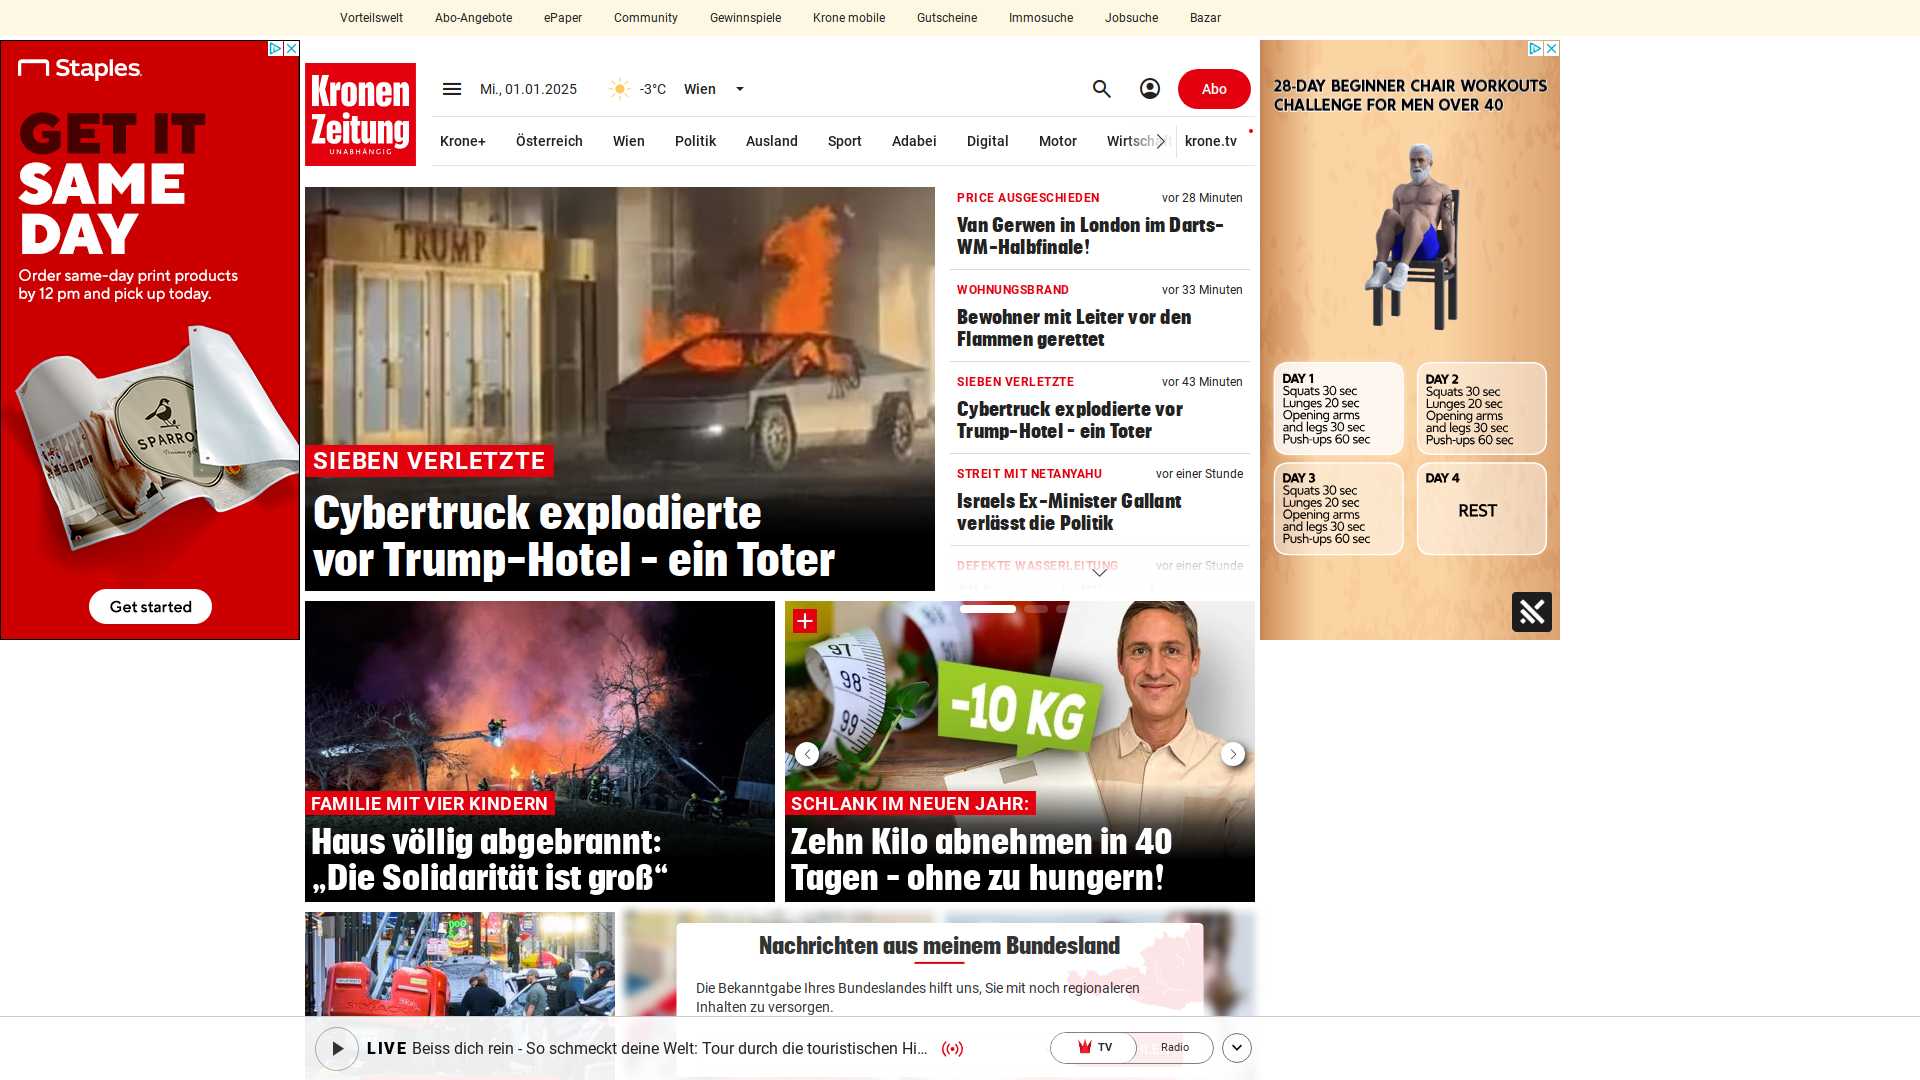 Vorteilswelt Abo-Angebote ePaper Community Gewinnspiele Krone mobile Gutscheine Immosuche Jobsuche Bazar
Staples
GET IT
SAME
DAY
Order same-day print products
by 12 pm and pick up today.
SPARRO
Get started
Kronen
Zeitung
UNABHÄNGIG
Mi., 01.01.2025 -3°C Wien
Abo
Krone+ Österreich Wien Politik Ausland Sport Adabei Digital Motor Wirtschaft krone.tv
TRUMP
SIEBEN VERLETZTE
Cybertruck explodierte
vor Trump-Hotel - ein Toter
PRICE AUSGESCHIEDEN vor 28 Minuten
Van Gerwen in London im Darts-
WM-Halbfinale!
WOHNUNGSBRAND vor 33 Minuten
Bewohner mit Leiter vor den
Flammen gerettet
SIEBEN VERLETZTE vor 43 Minuten
Cybertruck explodierte vor
Trump-Hotel - ein Toter
STREIT MIT NETANYAHU vor einer Stunde
Israels Ex-Minister Gallant
verlässt die Politik
DEFEKTE WASSERLEITUNG vor einer Stunde
28-DAY BEGINNER CHAIR WORKOUTS
CHALLENGE FOR MEN OVER 40
DAY 1
Squats 30 sec
Lunges 20 sec
Opening arms
and legs 30 sec
Push-ups 60 sec
DAY 2
Squats 30 sec
Lunges 20 sec
Opening arms
and legs 30 sec
Push-ups 60 sec
DAY 3
Squats 30 sec
Lunges 20 sec
Opening arms
and legs 30 sec
Push-ups 60 sec
DAY 4
REST
FAMILIE MIT VIER KINDERN
Haus völlig abgebrannt:
„Die Solidarität ist groß“
97
98
99
-10 KG
SCHLANK IM NEUEN JAHR:
Zehn Kilo abnehmen in 40
Tagen - ohne zu hungern!
Nachrichten aus meinem Bundesland
Die Bekanntgabe Ihres Bundeslandes hilft uns, Sie mit noch regionaleren
Inhalten zu versorgen.
LIVE Beiss dich rein - So schmeckt deine Welt: Tour durch die touristischen Hi...
TV Radio